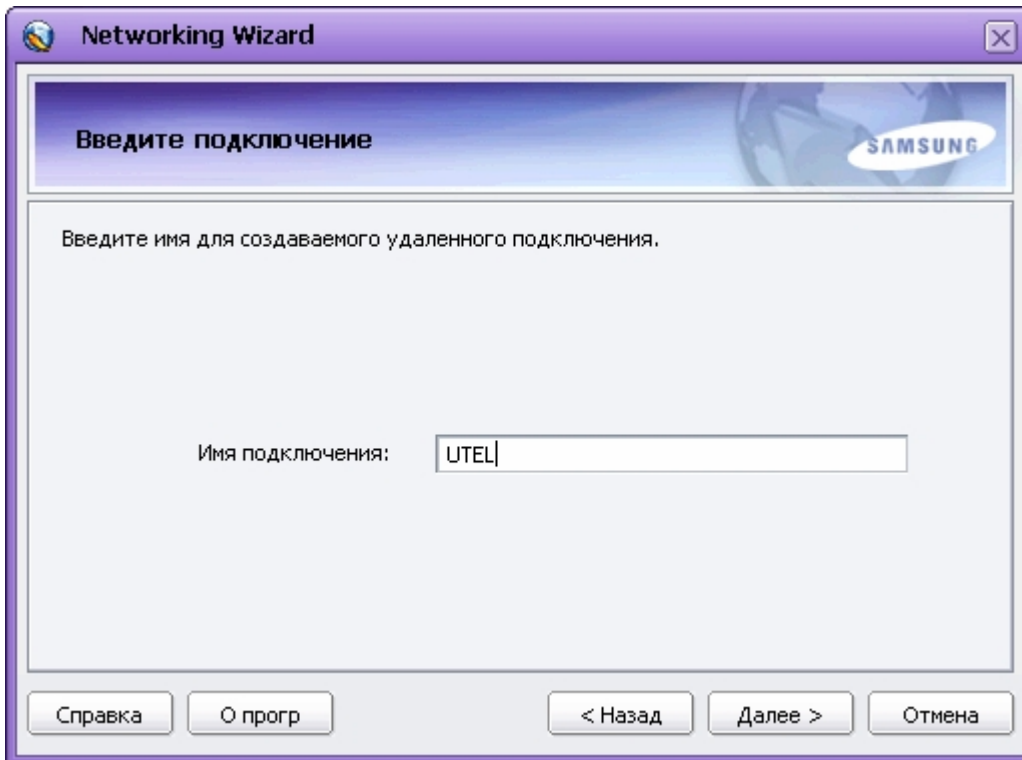 Networking Wizard
Введите подключение
SAMSUNG
Введите имя для создаваемого удаленного подключения.
Имя подключения: UTEL
Справка О прогр < Назад Далее > Отмена